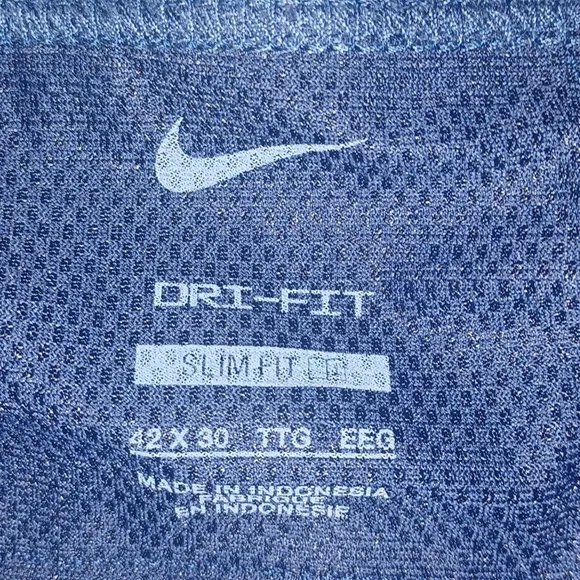 DRI-FIT
SLIM FIT
42 X 30 TTG EEG
MADE IN INDONESIA
FABRIQUE
EN INDONESIE